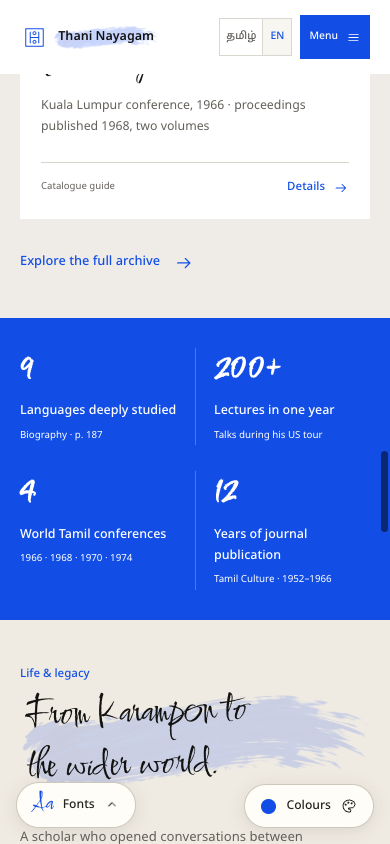 Thani Nayagam
தமிழ்
EN
Menu
Kuala Lumpur conference, 1966 · proceedings
published 1968, two volumes
Catalogue guide
Details
Explore the full archive
9
Languages deeply studied
Biography · p. 187
200+
Lectures in one year
Talks during his US tour
4
World Tamil conferences
1966 · 1968 · 1970 · 1974
12
Years of journal
publication
Tamil Culture · 1952–1966
Life & legacy
From Karampon to
the wider world.
Aa Fonts
Colours
A scholar who opened conversations between